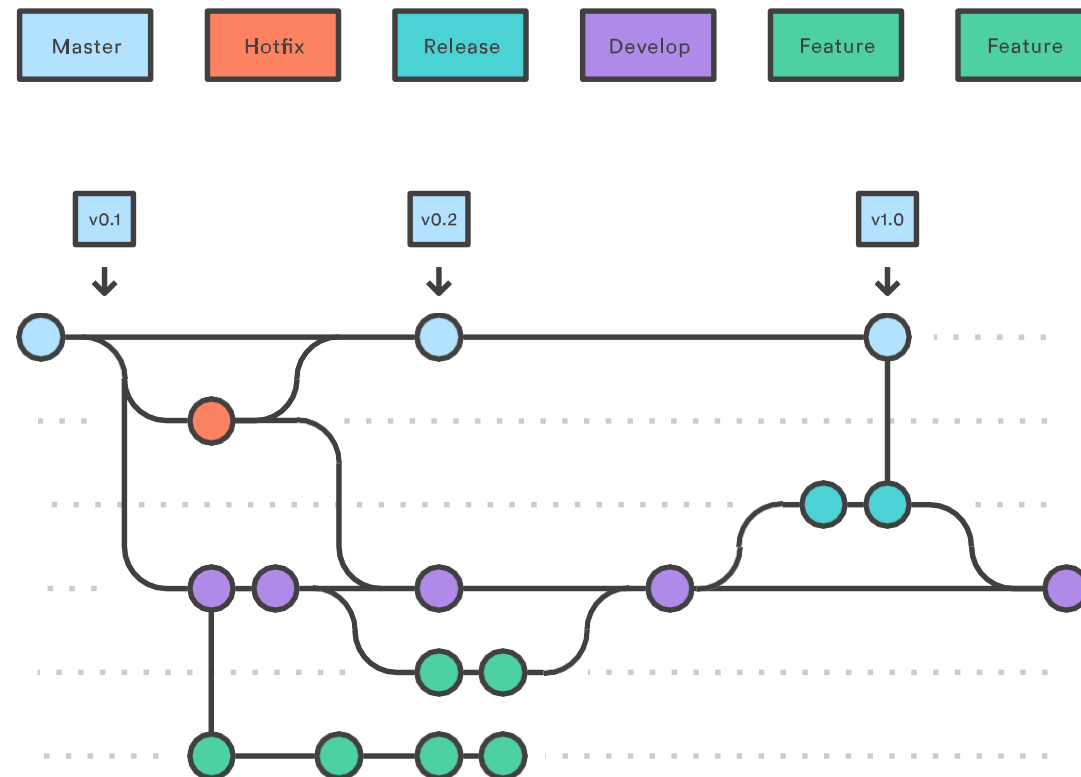 Master
Hotfix
Release
Develop
Feature
Feature
v0.1
v0.2
v1.0